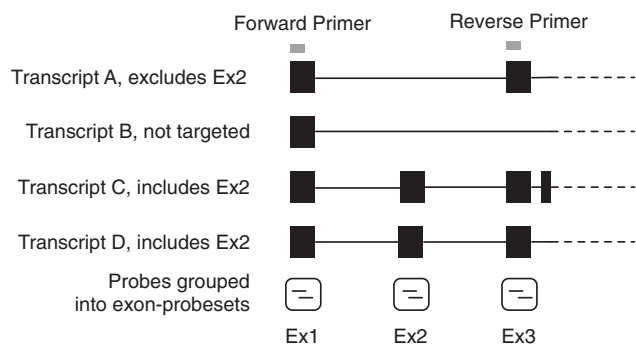 Forward Primer
Reverse Primer
Transcript A, excludes Ex2
Transcript B, not targeted
Transcript C, includes Ex2
Transcript D, includes Ex2
Probes grouped
into exon-probesets
Ex1
Ex2
Ex3